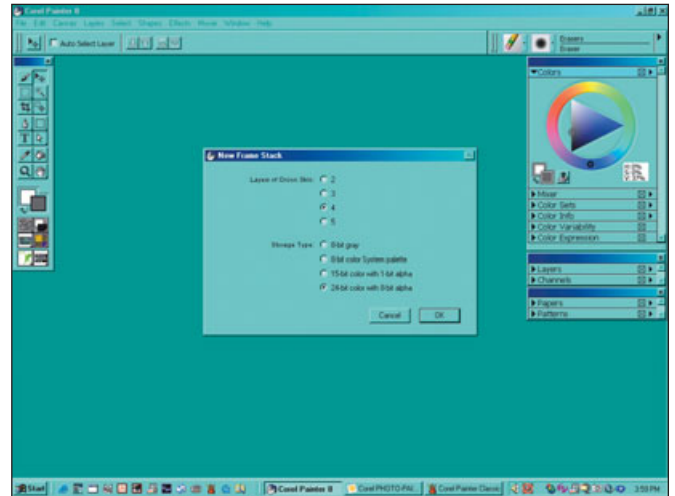 Corel Painter 8
File Edit Canvas Layers Select Shapes Effects Movie Window Help
Auto Select Layer
Erasers
Eraser
Colors
New Frame Stack
Layers of Onion Skin: 2
3
4
5
Storage Type: 8-bit gray
8-bit color System palette
15-bit color with 1-bit alpha
24-bit color with 8-bit alpha
Cancel OK
Mixer
Color Sets
Color Info
Color Variability
Color Expression
Layers
Channels
Papers
Patterns
Start Corel Painter 8 Corel PHOTO-PAI... Corel Painter Classic 3:50 PM